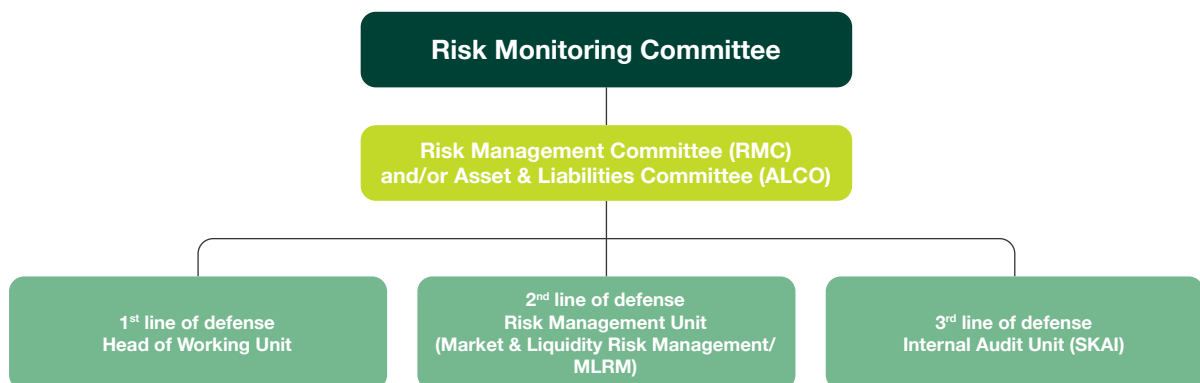 Risk Monitoring Committee
Risk Management Committee (RMC)
and/or Asset & Liabilities Committee (ALCO)
1st line of defense
Head of Working Unit
2nd line of defense
Risk Management Unit
(Market & Liquidity Risk Management/
MLRM)
3rd line of defense
Internal Audit Unit (SKAI)